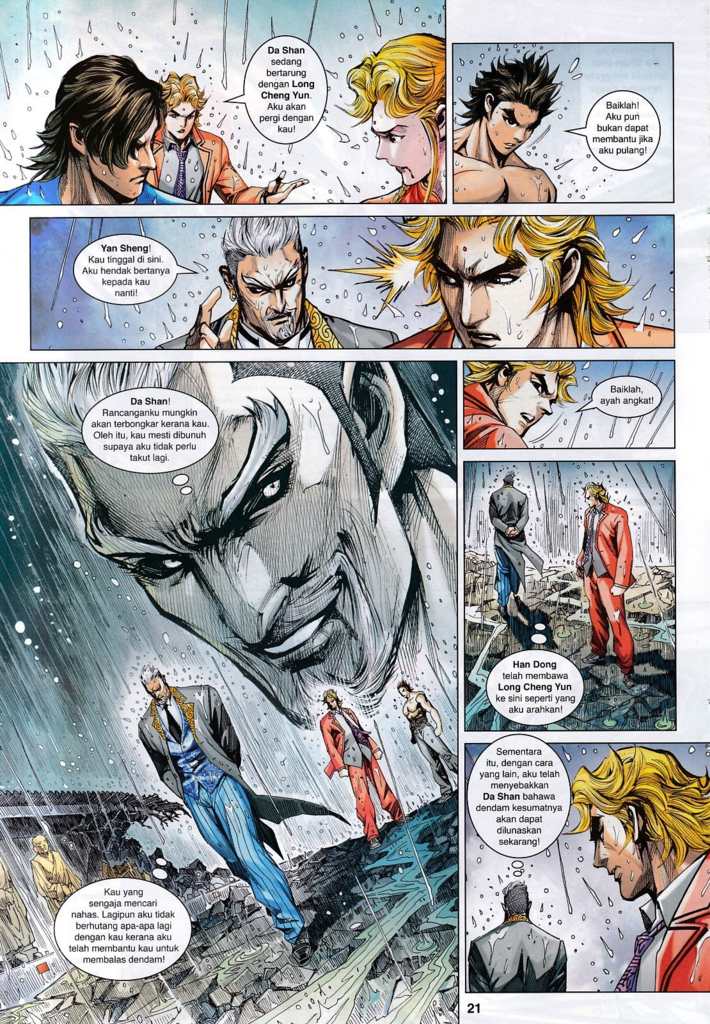 Da Shan
sedang
bertarung
dengan Long
Cheng Yun.
Aku akan
pergi dengan
kau!
Baiklah!
Aku pun
bukan dapat
membantu jika
aku pulang!
Yan Sheng!
Kau tinggal di sini.
Aku hendak bertanya
kepada kau
nanti!
Baiklah,
ayah angkat!
Da Shan!
Rancanganku mungkin
akan terbongkar kerana kau.
Oleh itu, kau mesti dibunuh
supaya aku tidak perlu
takut lagi.
Han Dong
telah membawa
Long Cheng Yun
ke sini seperti yang
aku arahkan!
Sementara
itu, dengan cara
yang lain, aku telah
menyebabkkan
Da Shan bahawa
dendam kesumatnya
akan dapat
dilunaskan
sekarang!
Kau yang
sengaja mencari
nahas. Lagipun aku tidak
berhutang apa-apa lagi
dengan kau kerana aku
telah membantu kau untuk
membalas dendam!
21